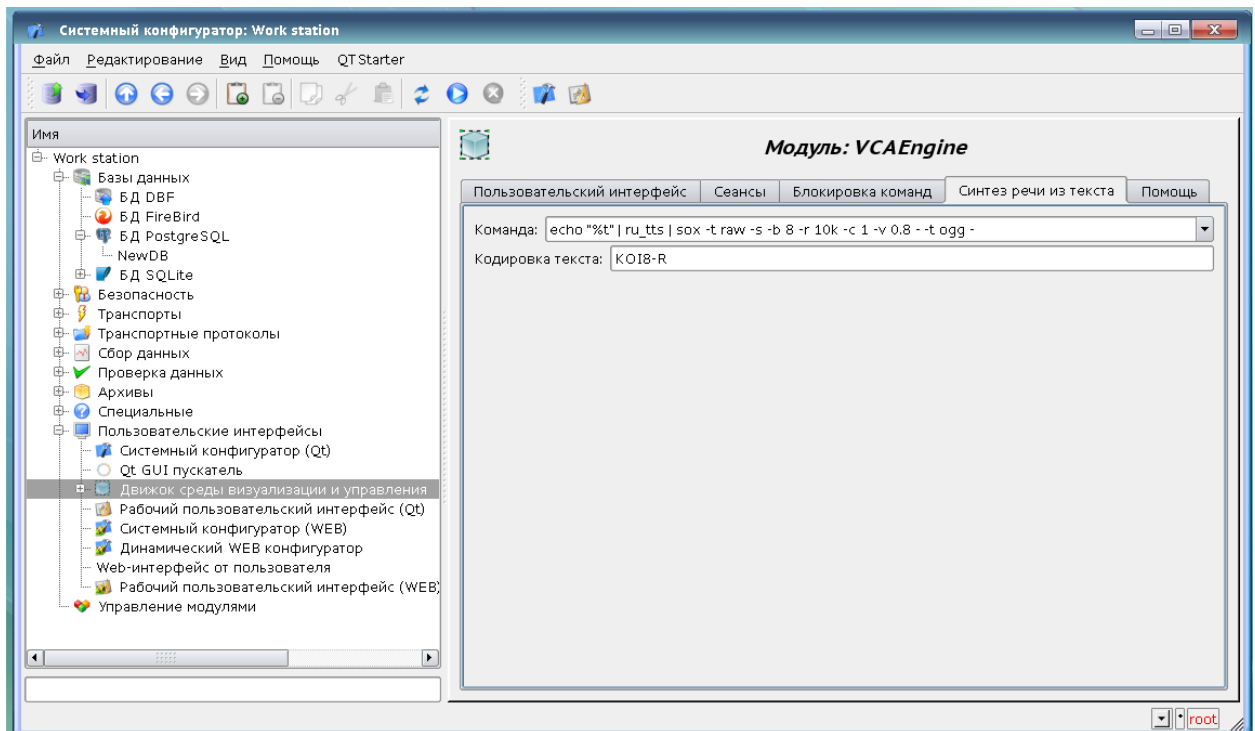 Системный конфигуратор: Work station
Файл Редактирование Вид Помощь QTStarter
Имя
Work station
Базы данных
БД DBF
БД FireBird
БД PostgreSQL
NewDB
БД SQLite
Безопасность
Транспорты
Транспортные протоколы
Сбор данных
Проверка данных
Архивы
Специальные
Пользовательские интерфейсы
Системный конфигуратор (Qt)
Qt GUI пускатель
Движок среды визуализации и управления
Рабочий пользовательский интерфейс (Qt)
Системный конфигуратор (WEB)
Динамический WEB конфигуратор
Web-интерфейс от пользователя
Рабочий пользовательский интерфейс (WEB)
Управление модулями
Модуль: VCAEngine
Пользовательский интерфейс Сеансы Блокировка команд Синтез речи из текста Помощь
Команда: echo "%t" | ru_tts | sox -t raw -s -b 8 -r 10k -c 1 -v 0.8 - -t ogg -
Кодировка текста: KOI8-R
root